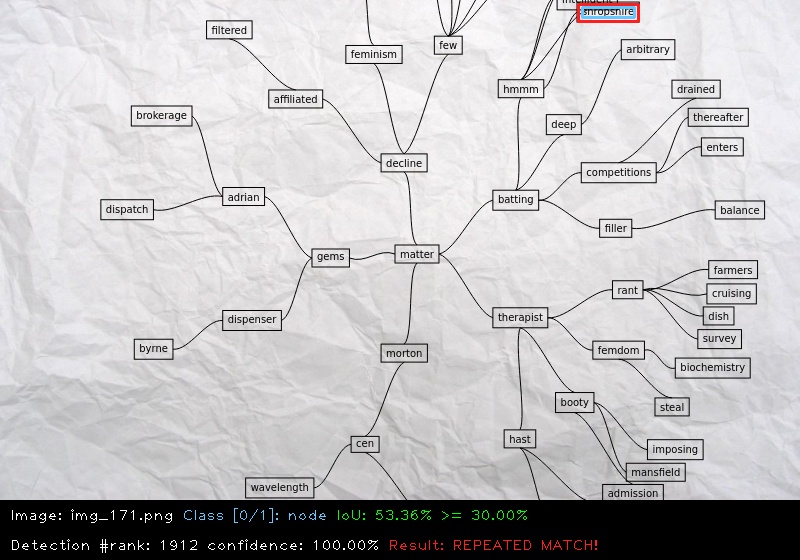 shropshire
filtered
few
arbitrary
feminism
hmmm
drained
affiliated
brokerage
thereafter
deep
enters
decline
competitions
adrian
batting
dispatch
balance
filler
matter
gems
farmers
rant
cruising
dispenser
therapist
dish
survey
byrne
morton
femdom
biochemistry
booty
steal
hast
cen
imposing
mansfield
wavelength
admission
Image: img_171.png Class [0/1]: node IoU: 53.36% >= 30.00%
Detection #rank: 1912 confidence: 100.00% Result: REPEATED MATCH!